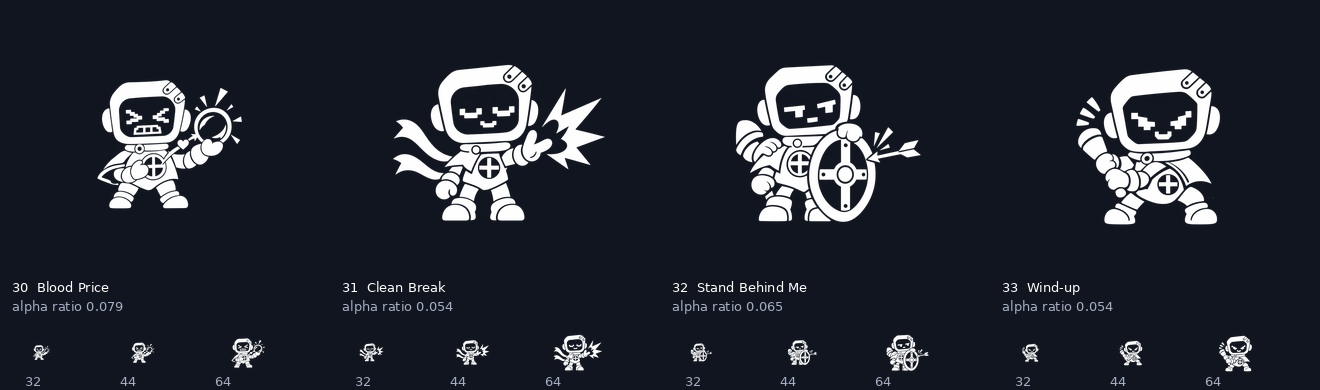 30 Blood Price
alpha ratio 0.079
32 44 64
31 Clean Break
alpha ratio 0.054
32 44 64
32 Stand Behind Me
alpha ratio 0.065
32 44 64
33 Wind-up
alpha ratio 0.054
32 44 64